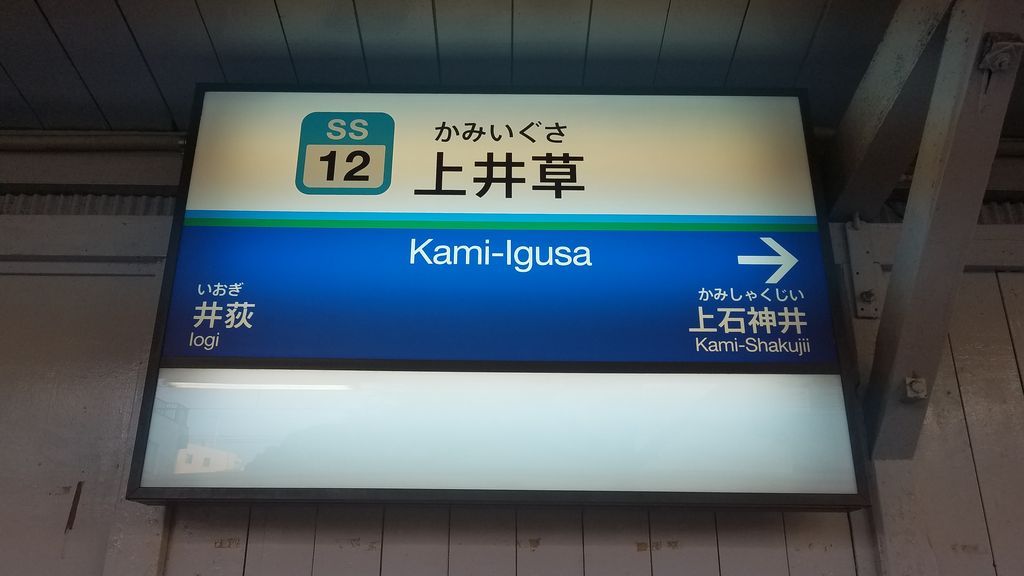 SS
12
かみいぐさ
上井草
Kami-Igusa
いおぎ
井荻
Iogi
かみしゃくじい
上石神井
Kami-Shakujii